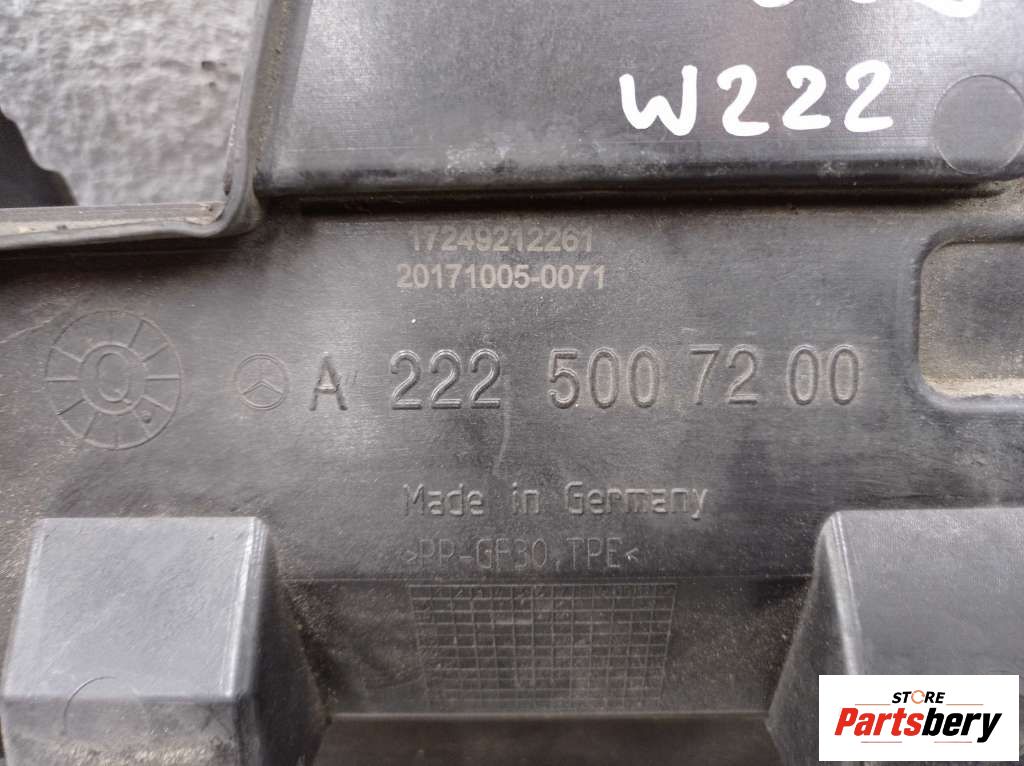 W222
17249212261
20171005-0071
Q
A 222 500 72 00
Made in Germany
>PP-GF30,TPE<
STORE
Partsbery